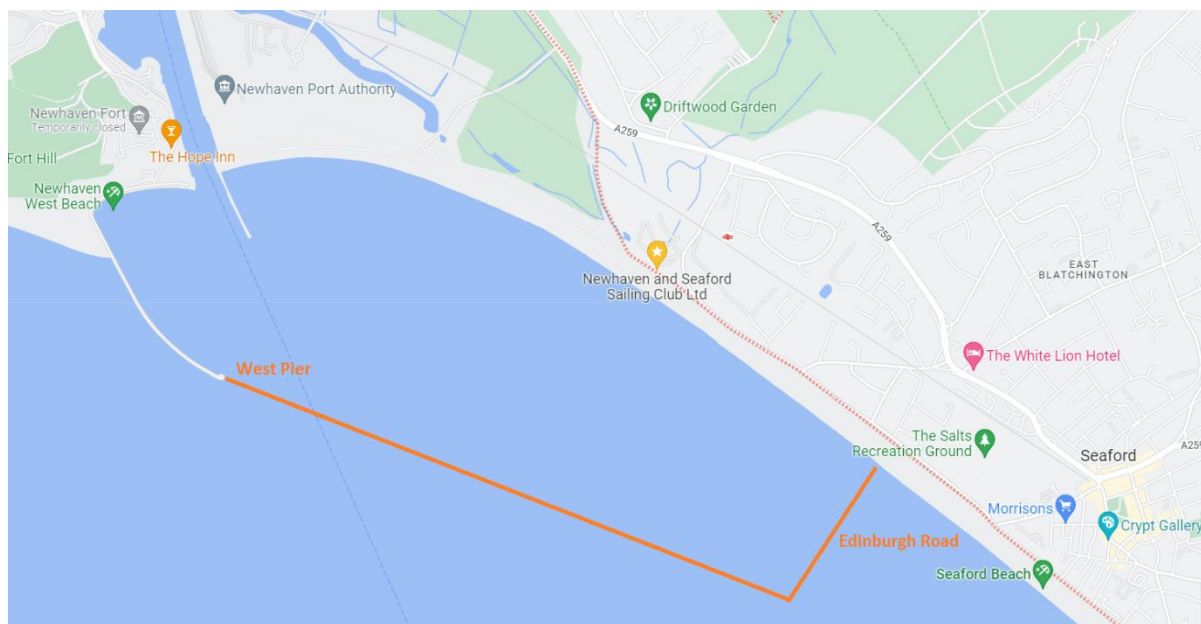 Newhaven Port Authority
Newhaven Fort
Temporarily closed
The Hope Inn
Fort Hill
Newhaven
West Beach
Driftwood Garden
A259
A259
Newhaven and Seaford
Sailing Club Ltd
EAST
BLATCHINGTON
The White Lion Hotel
West Pier
The Salts
Recreation Ground
A259
Seaford
Morrisons
Crypt Gallery
Edinburgh Road
Seaford Beach